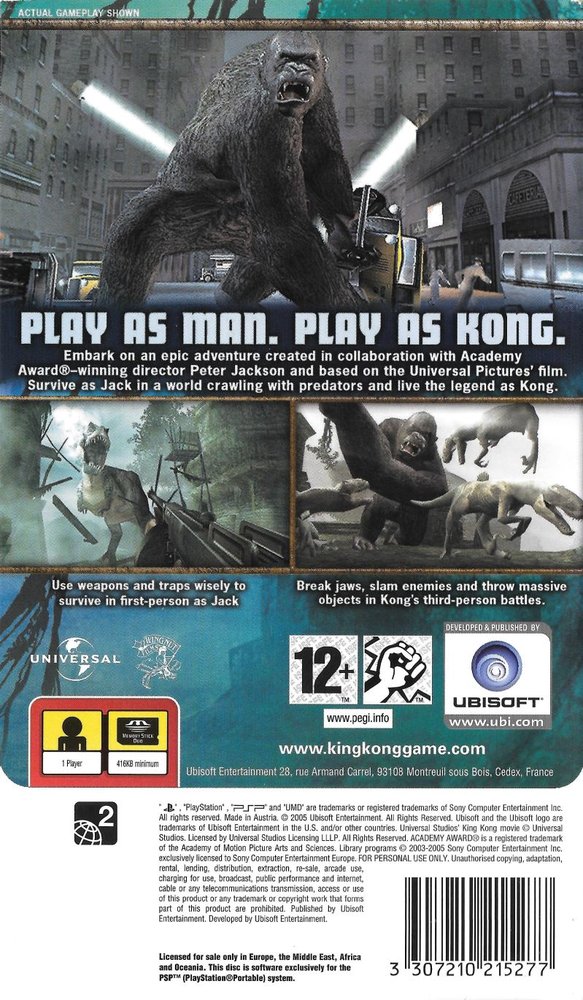 ACTUAL GAMEPLAY SHOWN
CAFETERIA
PLAY AS MAN. PLAY AS KONG.
Embark on an epic adventure created in collaboration with Academy
Award®–winning director Peter Jackson and based on the Universal Pictures' film.
Survive as Jack in a world crawling with predators and live the legend as Kong.
Use weapons and traps wisely to
survive in first-person as Jack
Break jaws, slam enemies and throw massive
objects in Kong's third-person battles.
UNIVERSAL
WINGNUT
FILMS
12+
TM
TM
www.pegi.info
DEVELOPED & PUBLISHED BY
UBISOFT™
www.ubi.com
1 Player
MEMORY STICK
DUO
416KB minimum
www.kingkonggame.com
Ubisoft Entertainment 28, rue Armand Carrel, 93108 Montreuil sous Bois, Cedex, France
2
" ", "PlayStation", "PSP" and "UMD" are trademarks or registered trademarks of Sony Computer Entertainment Inc.
All rights reserved. Made in Austria. © 2005 Ubisoft Entertainment. All Rights Reserved. Ubisoft and the Ubisoft logo are
trademarks of Ubisoft Entertainment in the U.S. and/or other countries. Universal Studios' King Kong movie © Universal
Studios. Licensed by Universal Studios Licensing LLLP. All Rights Reserved. ACADEMY AWARD® is a registered trademark
of the Academy of Motion Picture Arts and Sciences. Library programs © 2003-2005 Sony Computer Entertainment Inc.
exclusively licensed to Sony Computer Entertainment Europe. FOR PERSONAL USE ONLY. Unauthorised copying, adaptation,
rental, lending, distribution, extraction, re-sale, arcade use,
charging for use, broadcast, public performance and internet,
cable or any telecommunications transmission, access or use
of this product or any trademark or copyright work that forms
part of this product are prohibited. Published by Ubisoft
Entertainment. Developed by Ubisoft Entertainment.
Licensed for sale only in Europe, the Middle East, Africa
and Oceania. This disc is software exclusively for the
PSP™ (PlayStation®Portable) system.
3 307210 215277